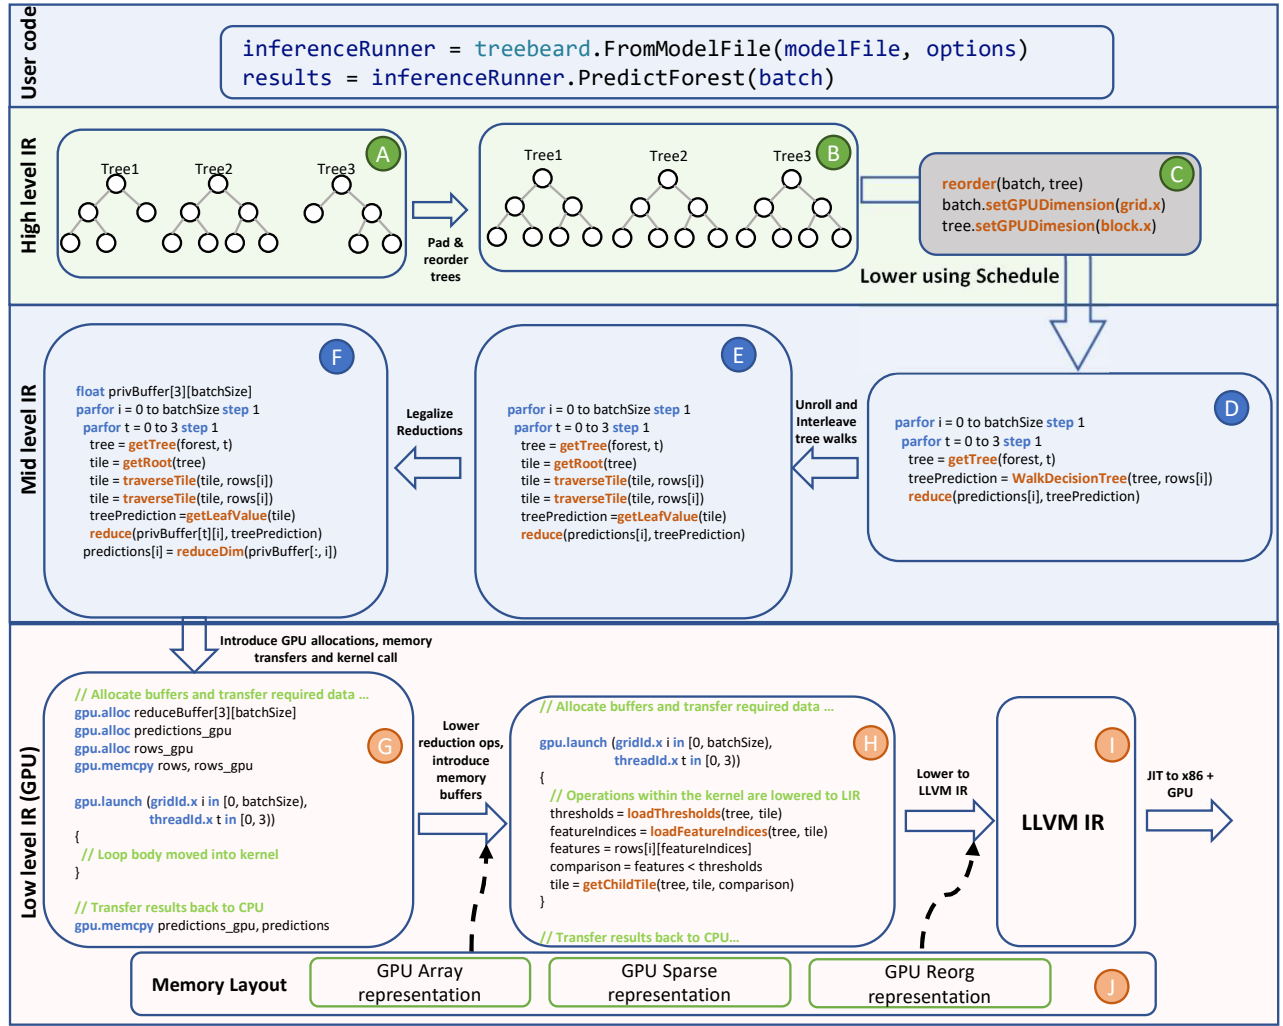 User code
inferenceRunner = treebeard.FromModelFile(modelFile, options)
results = inferenceRunner.PredictForest(batch)
High level IR
A
Tree1 Tree2 Tree3
Pad &
reorder
trees
B
Tree1 Tree2 Tree3
C
reorder(batch, tree)
batch.setGPUDimension(grid.x)
tree.setGPUDimesion(block.x)
Lower using Schedule
Mid level IR
F
float privBuffer[3][batchSize]
parfor i = 0 to batchSize step 1
parfor t = 0 to 3 step 1
tree = getTree(forest, t)
tile = getRoot(tree)
tile = traverseTile(tile, rows[i])
tile = traverseTile(tile, rows[i])
treePrediction =getLeafValue(tile)
reduce(privBuffer[t][i], treePrediction)
predictions[i] = reduceDim(privBuffer[:, i])
Legalize
Reductions
E
parfor i = 0 to batchSize step 1
parfor t = 0 to 3 step 1
tree = getTree(forest, t)
tile = getRoot(tree)
tile = traverseTile(tile, rows[i])
tile = traverseTile(tile, rows[i])
treePrediction =getLeafValue(tile)
reduce(predictions[i], treePrediction)
Unroll and
Interleave
tree walks
D
parfor i = 0 to batchSize step 1
parfor t = 0 to 3 step 1
tree = getTree(forest, t)
treePrediction = WalkDecisionTree(tree, rows[i])
reduce(predictions[i], treePrediction)
Low level IR (GPU)
Introduce GPU allocations, memory
transfers and kernel call
G
// Allocate buffers and transfer required data ...
gpu.alloc reduceBuffer[3][batchSize]
gpu.alloc predictions_gpu
gpu.alloc rows_gpu
gpu.memcpy rows, rows_gpu
gpu.launch (gridId.x i in [0, batchSize),
threadId.x t in [0, 3))
{
// Loop body moved into kernel
}
// Transfer results back to CPU
gpu.memcpy predictions_gpu, predictions
Lower
reduction ops,
introduce
memory
buffers
H
// Allocate buffers and transfer required data ...
gpu.launch (gridId.x i in [0, batchSize),
threadId.x t in [0, 3))
{
// Operations within the kernel are lowered to LIR
thresholds = loadThresholds(tree, tile)
featureIndices = loadFeatureIndices(tree, tile)
features = rows[i][featureIndices]
comparison = features < thresholds
tile = getChildTile(tree, tile, comparison)
}
// Transfer results back to CPU...
Lower to
LLVM IR
I
LLVM IR
JIT to x86 +
GPU
Memory Layout
GPU Array
representation
GPU Sparse
representation
GPU Reorg
representation
J